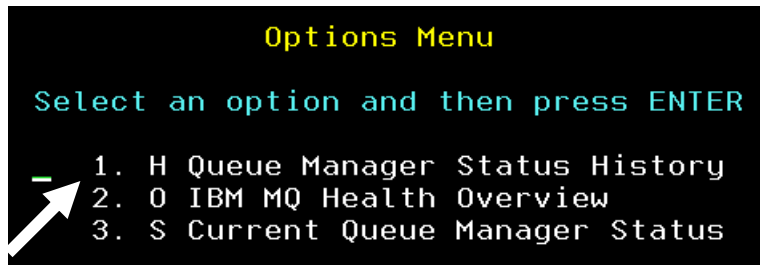 Options Menu
Select an option and then press ENTER
_ 1. H Queue Manager Status History
2. O IBM MQ Health Overview
3. S Current Queue Manager Status